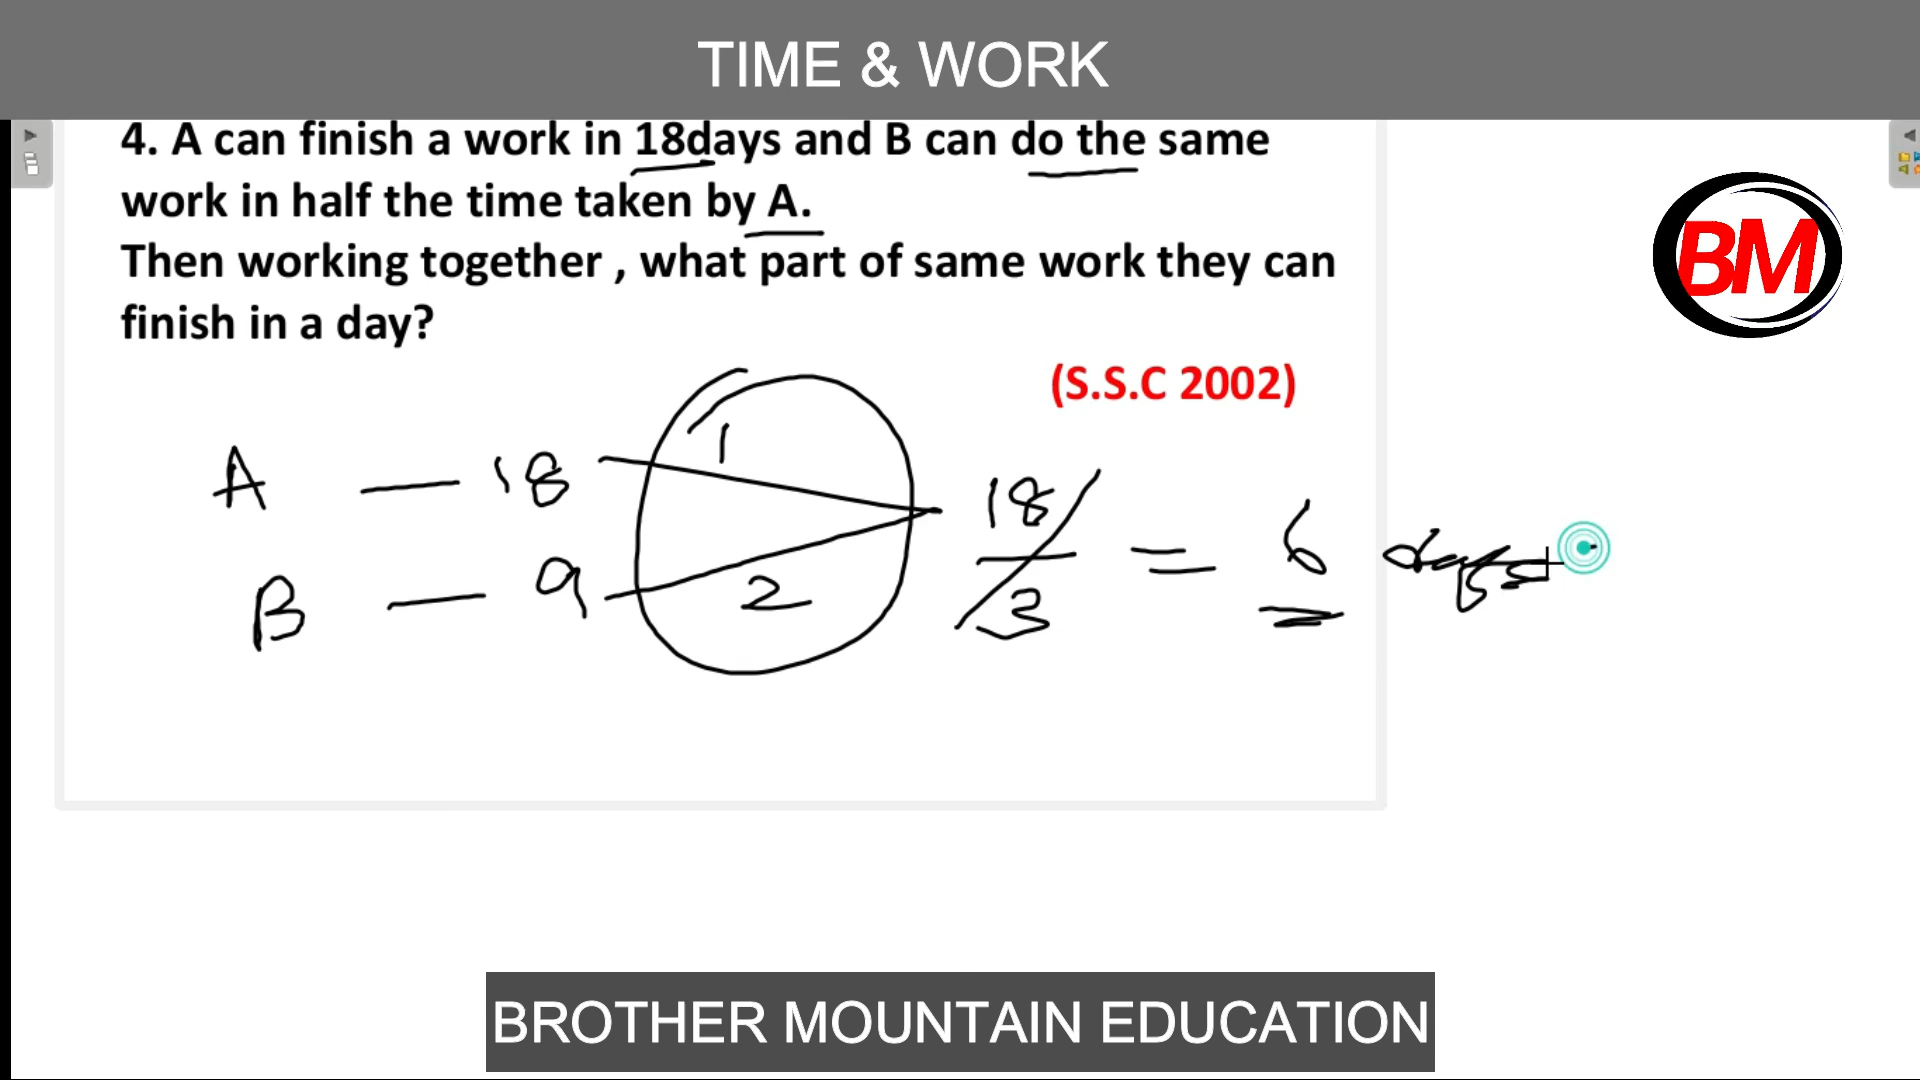 TIME & WORK
4. A can finish a work in 18days and B can do the same
work in half the time taken by A.
Then working together , what part of same work they can
finish in a day?
(S.S.C 2002)
BM
A — 18 1
18/3 = 6 days
B — 9 2
BROTHER MOUNTAIN EDUCATION